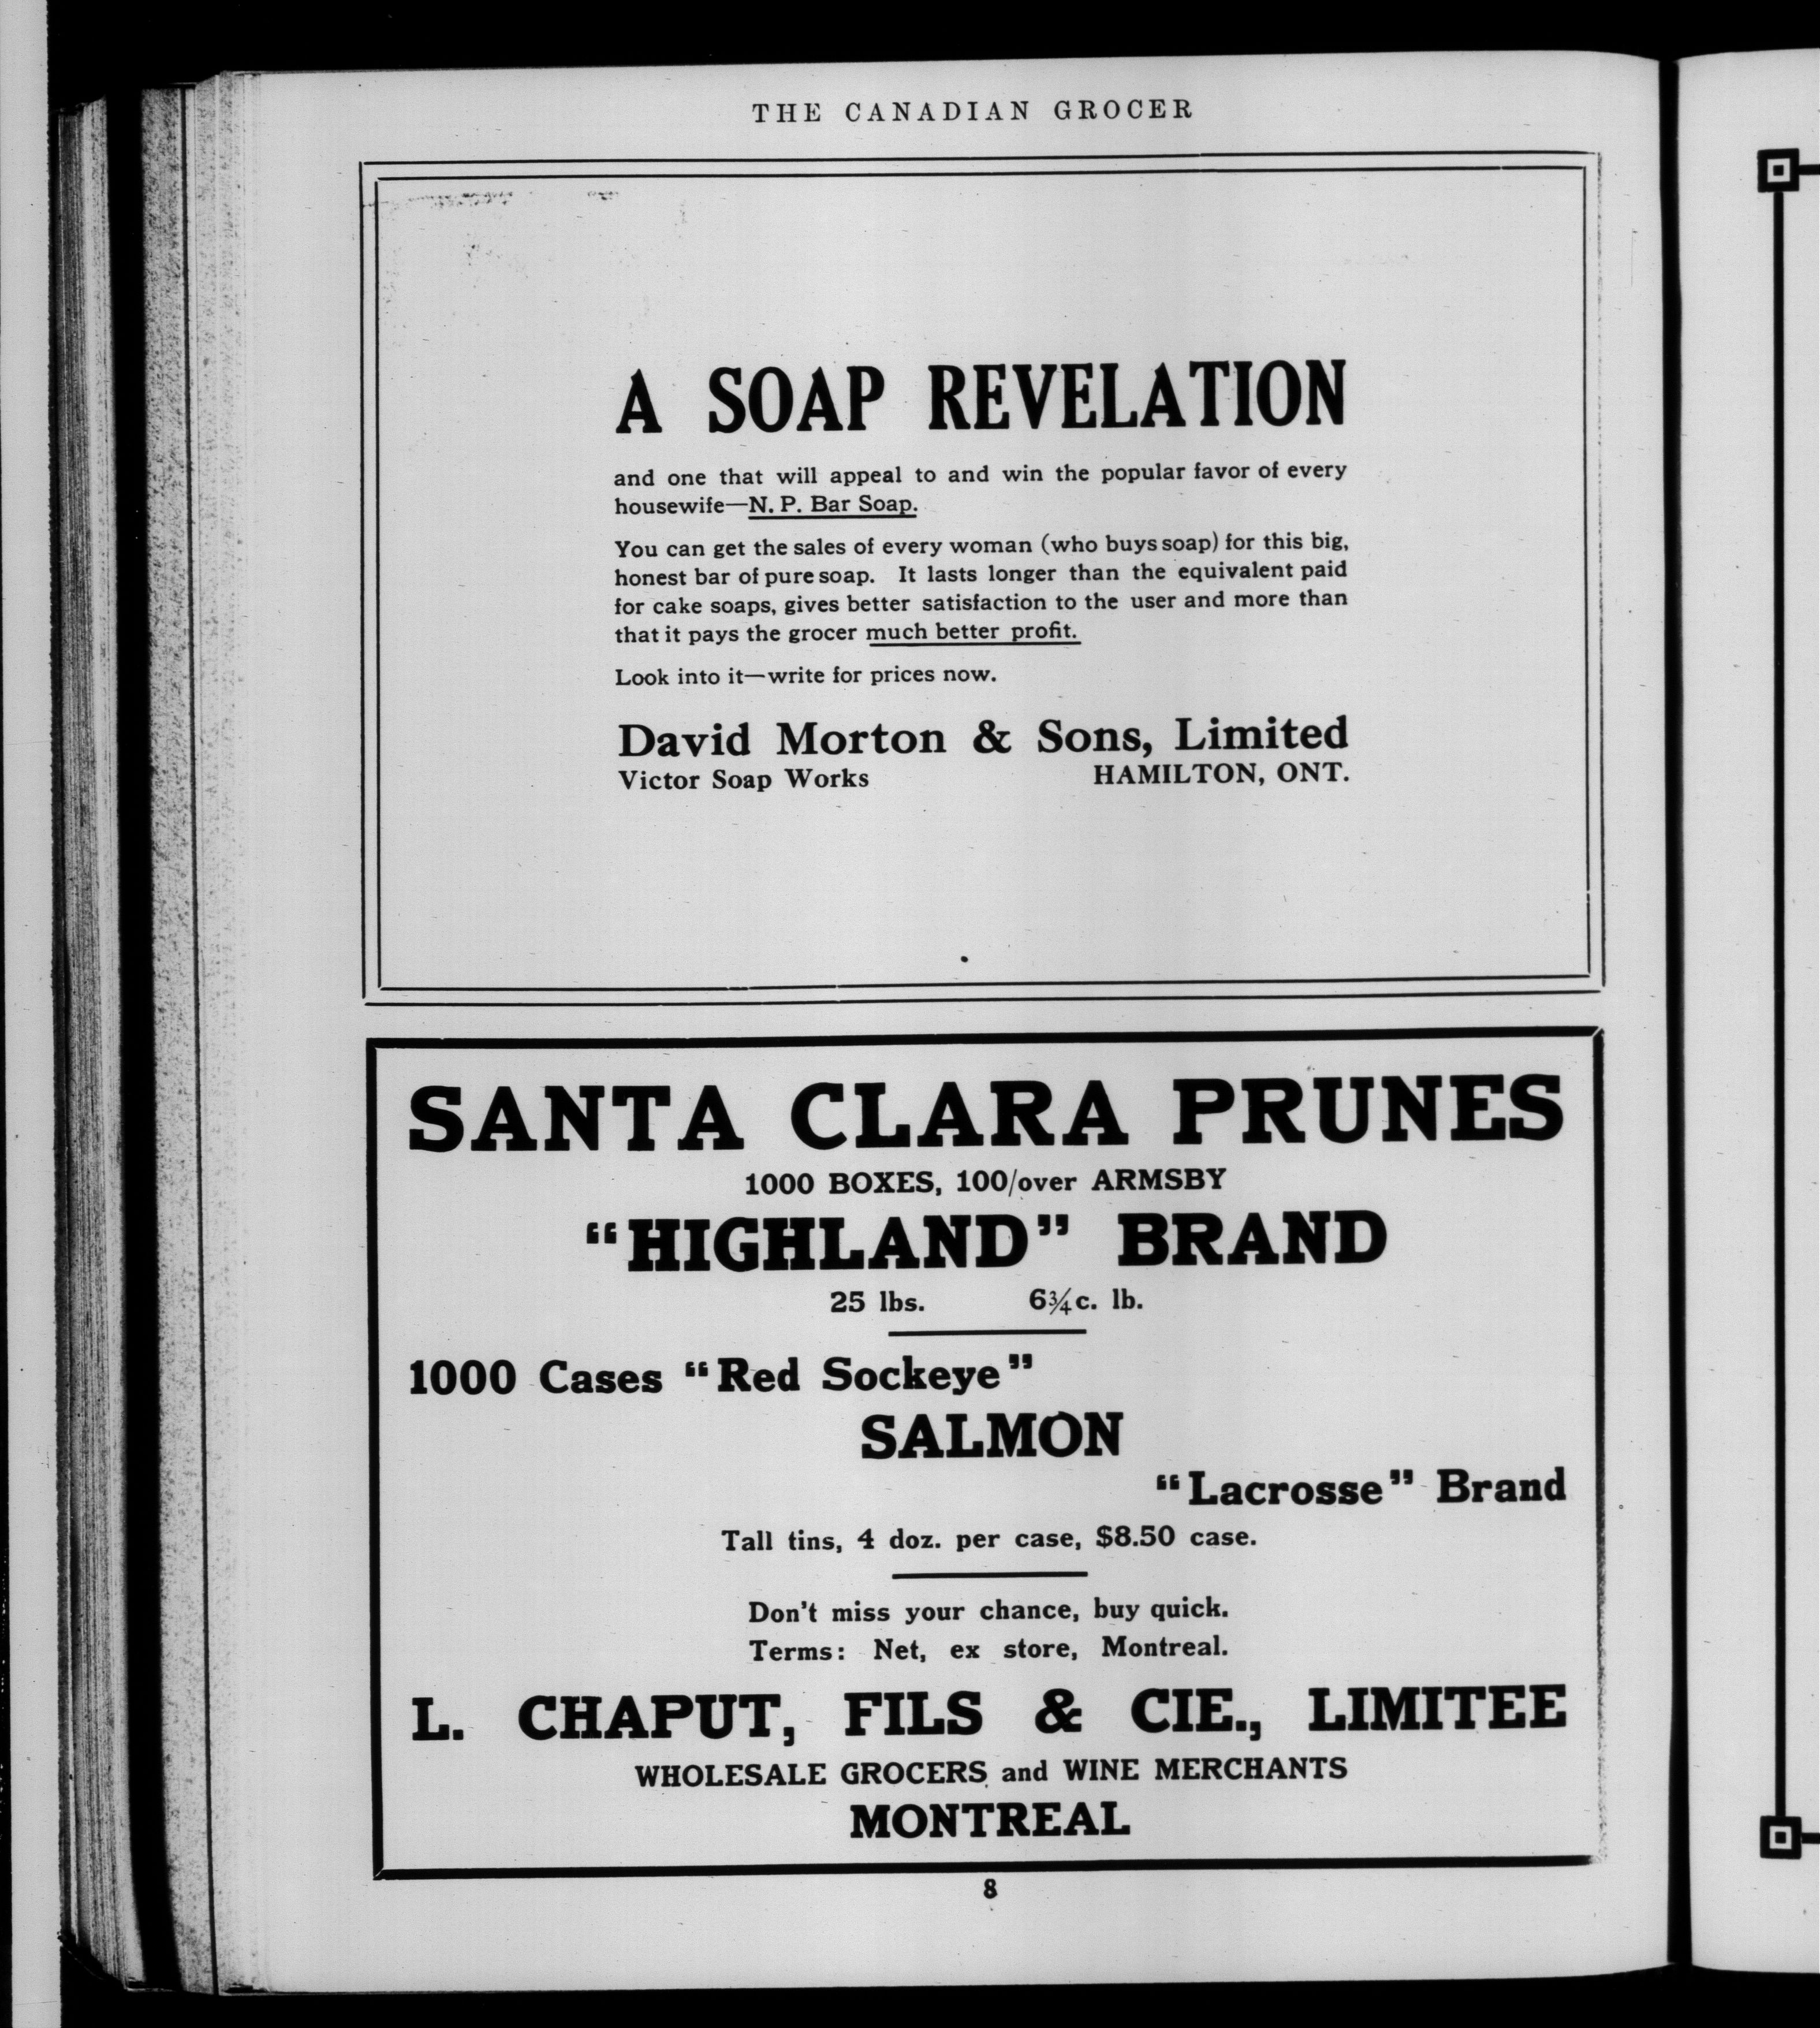 THE CANADIAN GROCER
A SOAP REVELATION
and one that will appeal to and win the popular favor of every
housewife—N. P. Bar Soap.
You can get the sales of every woman (who buys soap) for this big,
honest bar of pure soap. It lasts longer than the equivalent paid
for cake soaps, gives better satisfaction to the user and more than
that it pays the grocer much better profit.
Look into it—write for prices now.
David Morton & Sons, Limited
Victor Soap Works HAMILTON, ONT.
SANTA CLARA PRUNES
1000 BOXES, 100/over ARMSBY
“HIGHLAND” BRAND
25 lbs. 6¾c. lb.
1000 Cases “Red Sockeye”
SALMON
“Lacrosse” Brand
Tall tins, 4 doz. per case, $8.50 case.
Don't miss your chance, buy quick.
Terms: Net, ex store, Montreal.
L. CHAPUT, FILS & CIE., LIMITEE
WHOLESALE GROCERS and WINE MERCHANTS
MONTREAL
8